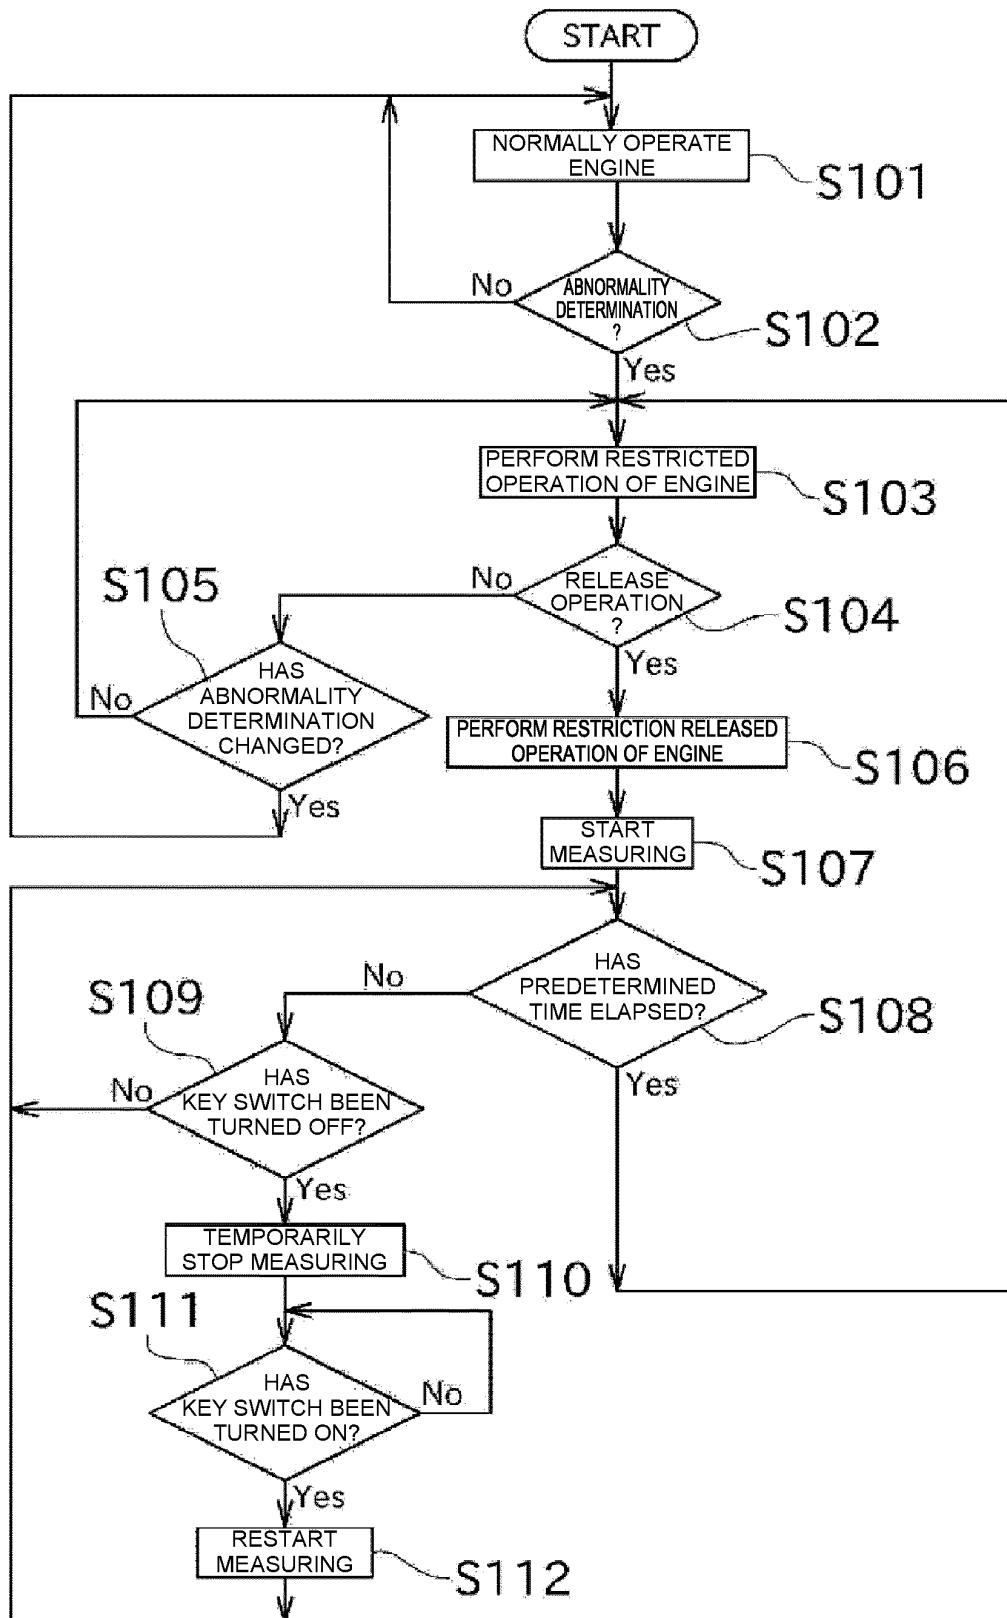 START
NORMALLY OPERATE
ENGINE
S101
No
ABNORMALITY
DETERMINATION
?
S102
Yes
PERFORM RESTRICTED
OPERATION OF ENGINE
S103
S105
No
RELEASE
OPERATION
?
S104
Yes
No
HAS
ABNORMALITY
DETERMINATION
CHANGED?
Yes
PERFORM RESTRICTION RELEASED
OPERATION OF ENGINE
S106
START
MEASURING
S107
No
HAS
PREDETERMINED
TIME ELAPSED?
S108
Yes
S109
No
HAS
KEY SWITCH BEEN
TURNED OFF?
Yes
TEMPORARILY
STOP MEASURING
S110
S111
HAS
KEY SWITCH BEEN
TURNED ON?
No
Yes
RESTART
MEASURING
S112